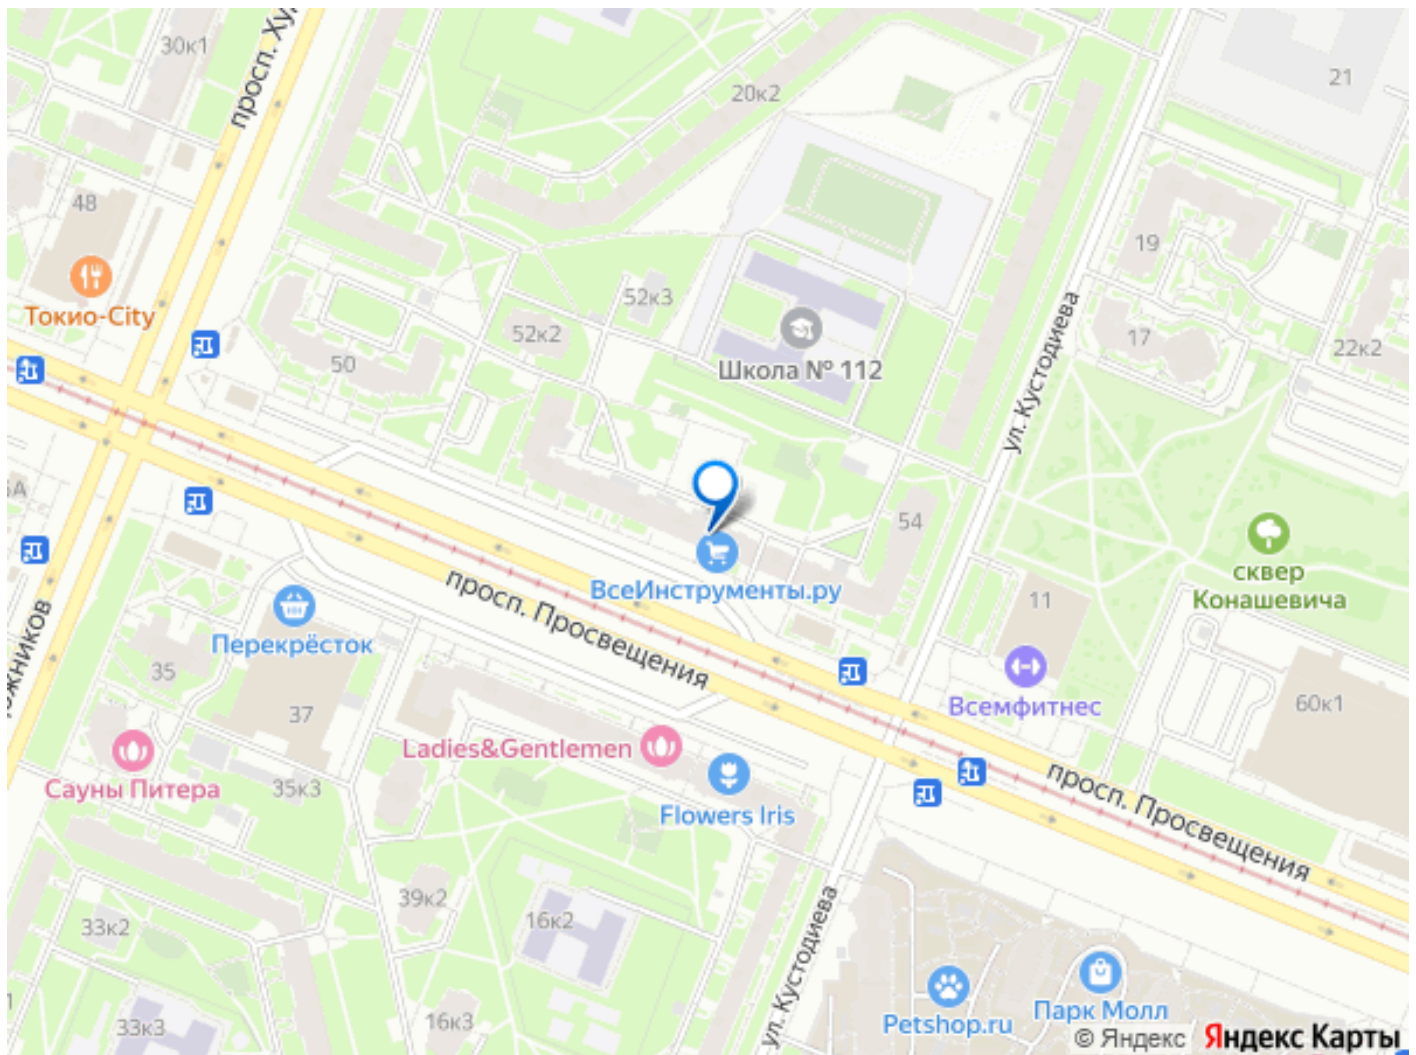 30к1
просп. Худ
20к2
21
48
19
52к3
Токио-City
52к2
17
22к2
50
Школа № 112
ул. Кустодиева
54
сквер
Конашевича
11
ВсеИнструменты.ру
просп. Просвещения
Перекрёсток
35
37
Всемфитнес
60к1
Ladies&Gentlemen
Сауны Питера
35к3
Flowers Iris
просп. Просвещения
39к2
16к2
33к2
ул. Кустодиева
33к3
16к3
Petshop.ru
Парк Молл
© Яндекс Яндекс Карты